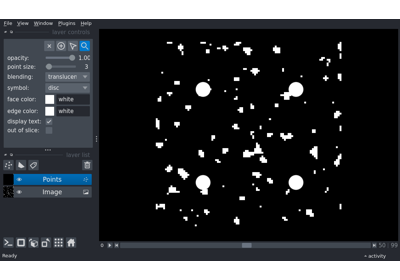 File View Window Plugins Help
layer controls
opacity: 1.00
point size: 3
blending: translucen
symbol: disc
face color: white
edge color: white
display text:
out of slice:
layer list
Points
Image
0 50 99
Ready activity